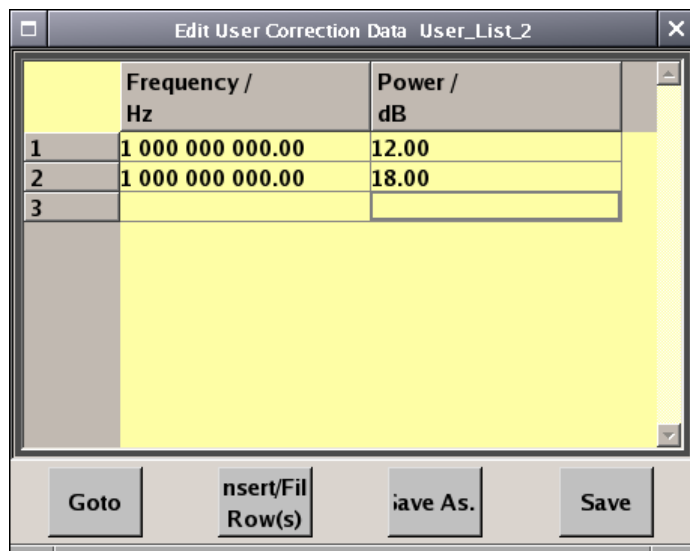 Edit User Correction Data User_List_2
Frequency / Power /
Hz dB
1 1 000 000 000.00 12.00
2 1 000 000 000.00 18.00
3
Goto nsert/Fil Row(s) Save As. Save